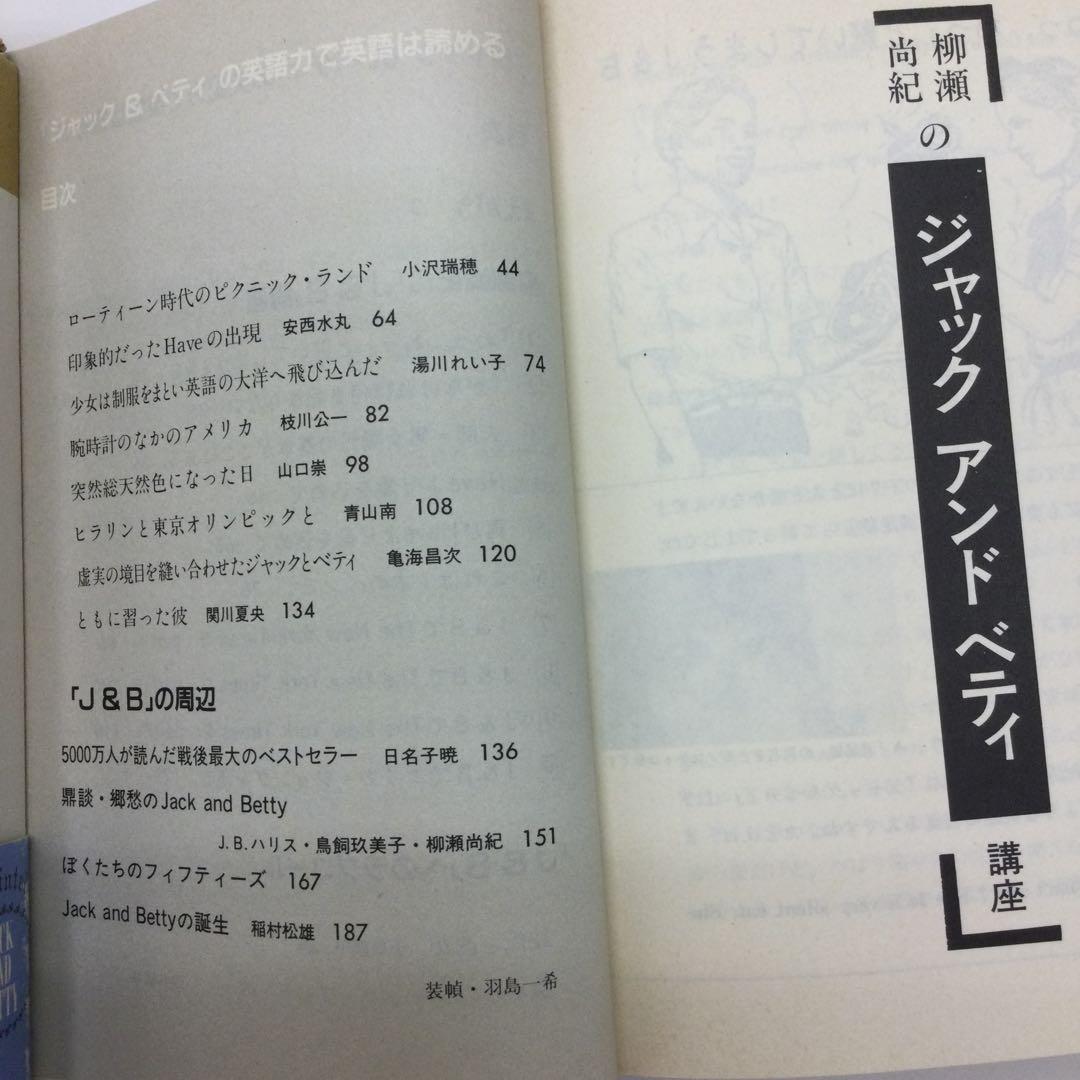 「ジャック & ベティ」の英語力で英語は読める
目次
ローティーン時代のピクニック・ランド 小沢瑞穂 44
印象的だったHaveの出現 安西水丸 64
少女は制服をまとい英語の大洋へ飛び込んだ 湯川れい子 74
腕時計のなかのアメリカ 枝川公一 82
突然総天然色になった日 山口崇 98
ヒラリンと東京オリンピックと 青山南 108
虚実の境目を縫い合わせたジャックとベティ 亀海昌次 120
ともに習った彼 関川夏央 134
「J&B」の周辺
5000万人が読んだ戦後最大のベストセラー 日名子暁 136
鼎談・郷愁のJack and Betty
J.B.ハリス・鳥飼玖美子・柳瀬尚紀 151
ぼくたちのフィフティーズ 167
Jack and Bettyの誕生 稲村松雄 187
装幀・羽島一希
柳瀬
尚紀
の
ジャック アンド ベティ
講座